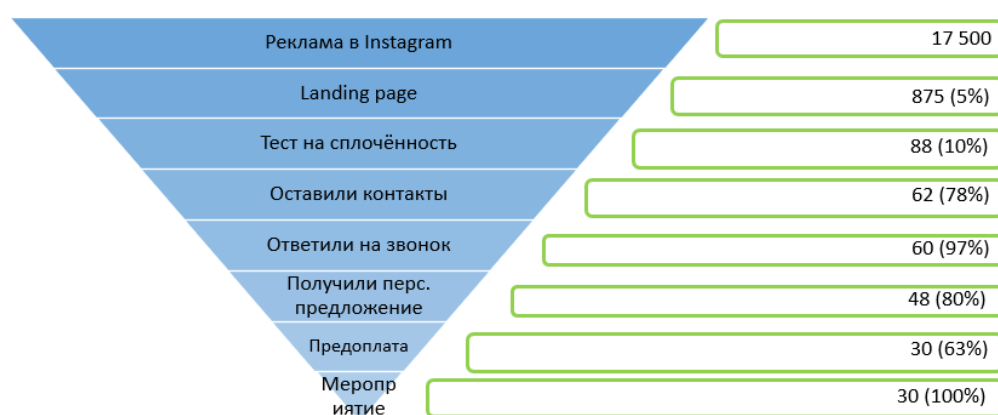 Реклама в Instagram
17 500
Landing page
875 (5%)
Тест на сплочённость
88 (10%)
Оставили контакты
62 (78%)
Ответили на звонок
60 (97%)
Получили перс.
предложение
48 (80%)
Предоплата
30 (63%)
Меропр
иятие
30 (100%)